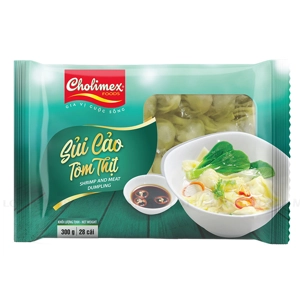 Cholimex
FOODS
GIA VỊ CUỘC SỐNG
Sủi Cảo
Tôm Thịt
SHRIMP AND MEAT
DUMPLING
300 g
28 cái